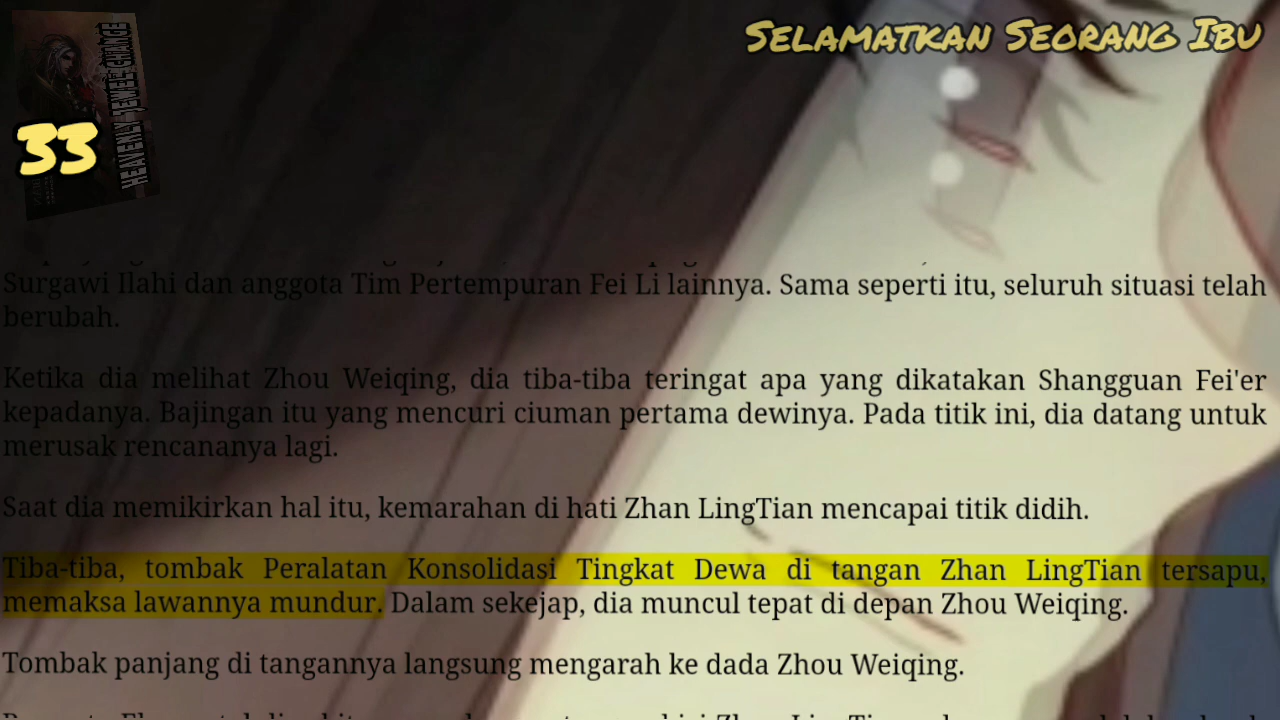 Selamatkan Seorang Ibu
HEAVENLY JEWEL CHANGE
33
Surgawi Ilahi dan anggota Tim Pertempuran Fei Li lainnya. Sama seperti itu, seluruh situasi telah
berubah.
Ketika dia melihat Zhou Weiqing, dia tiba-tiba teringat apa yang dikatakan Shangguan Fei'er
kepadanya. Bajingan itu yang mencuri ciuman pertama dewinya. Pada titik ini, dia datang untuk
merusak rencananya lagi.
Saat dia memikirkan hal itu, kemarahan di hati Zhan LingTian mencapai titik didih.
Tiba-tiba, tombak Peralatan Konsolidasi Tingkat Dewa di tangan Zhan LingTian tersapu,
memaksa lawannya mundur. Dalam sekejap, dia muncul tepat di depan Zhou Weiqing.
Tombak panjang di tangannya langsung mengarah ke dada Zhou Weiqing.